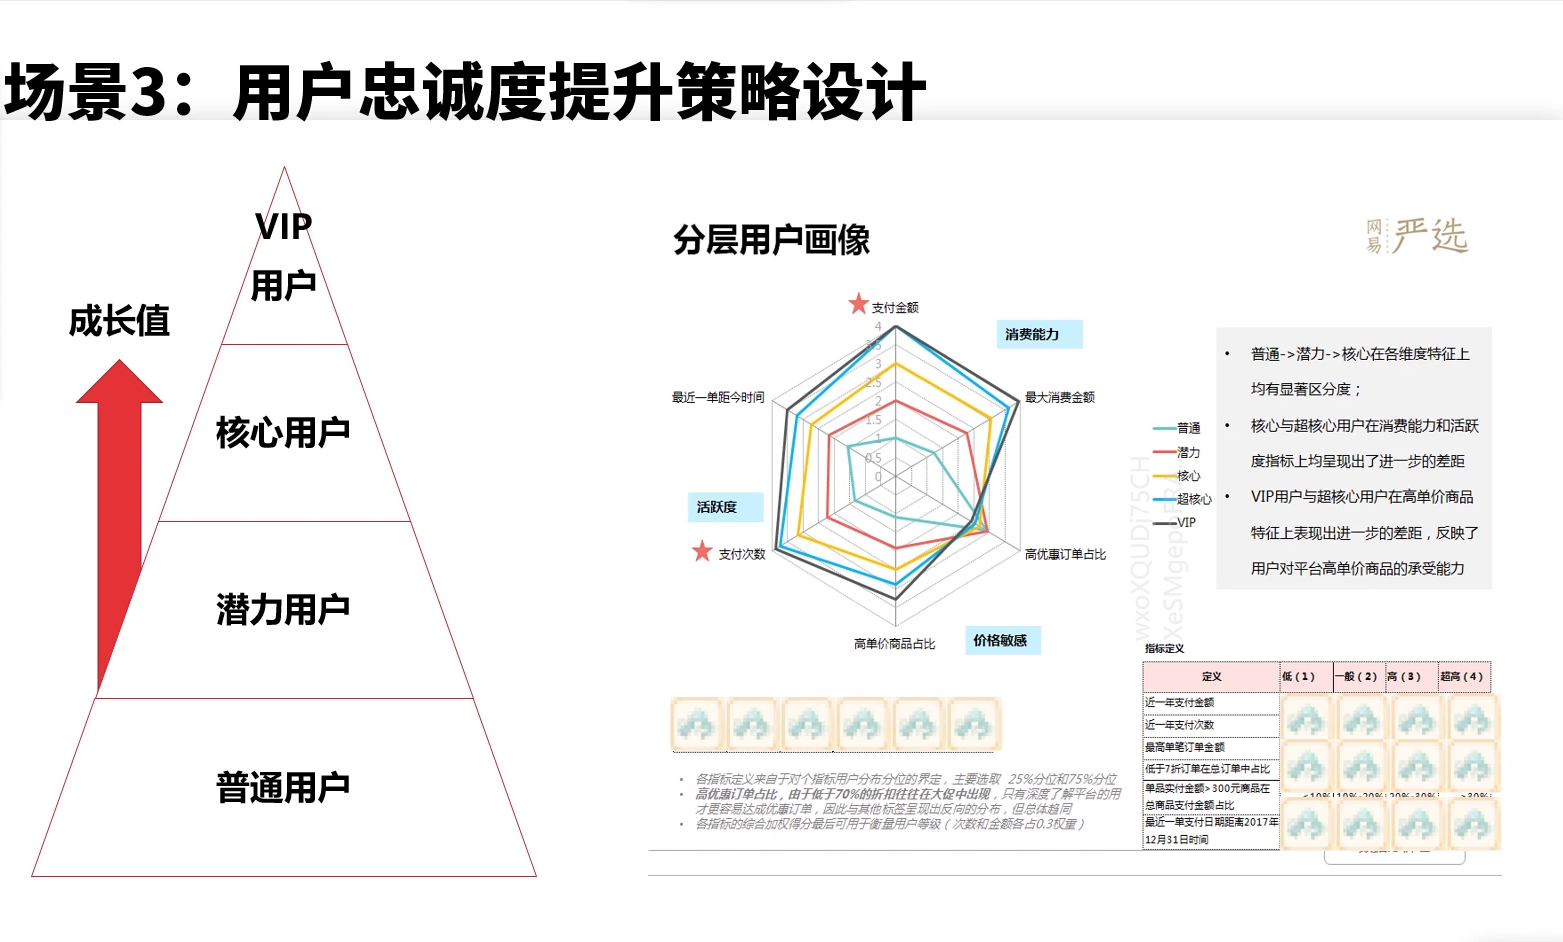 场景3：用户忠诚度提升策略设计
VIP
用户
成长值
核心用户
潜力用户
普通用户
分层用户画像
网易严选
支付金额
消费能力
最近一单距今时间
最大消费金额
4
3.5
3
2.5
2
1.5
1
0.5
0
活跃度
支付次数
高优惠订单占比
高单价商品占比
价格敏感
普通
潜力
核心
超核心
VIP
• 普通->潜力->核心在各维度特征上
均有显著区分度；
• 核心与超核心用户在消费能力和活跃
度指标上均呈现出了进一步的差距
• VIP用户与超核心用户在高单价商品
特征上表现出进一步的差距，反映了
用户对平台高单价商品的承受能力
wxoXQUDi75CH
指标定义
定义 低（1） 一般（2） 高（3） 超高（4）
近一年支付金额
近一年支付次数
最高单笔订单金额
低于7折订单在总订单中占比
单品实付金额>300元商品在
总商品支付金额占比
最近一单支付日期距离2017年
12月31日时间
• 各指标定义来自于对个指标用户分布分位的界定，主要选取 25%分位和75%分位
• 高优惠订单占比，由于低于70%的折扣往往在大促中出现，只有深度了解平台的用
才更容易达成优惠订单，因此与其他标签呈现出反向的分布，但总体趋同
• 各指标的综合加权得分最后可用于衡量用户等级（次数和金额各占0.3权重）